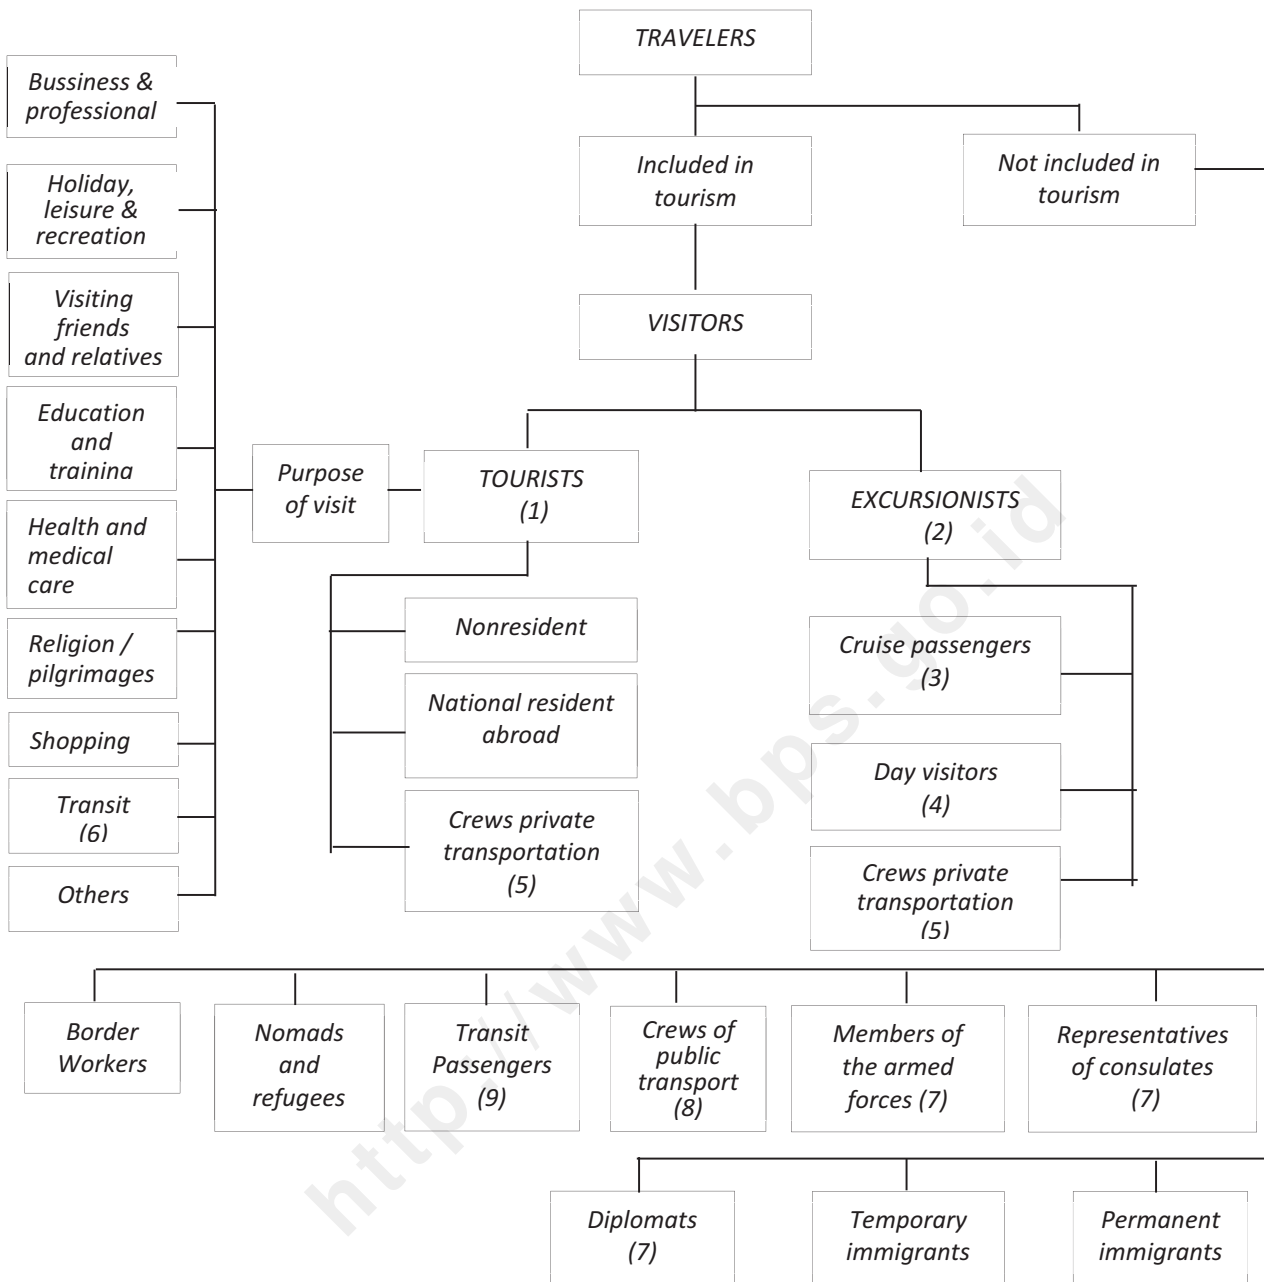 TRAVELERS
Bussiness &
professional
Included in
tourism
Not included in
tourism
Holiday,
leisure &
recreation
Visiting
friends
and relatives
VISITORS
Education
and
trainina
Purpose
of visit
TOURISTS
(1)
EXCURSIONISTS
(2)
Health and
medical
care
Religion /
pilgrimages
Shopping
Transit
(6)
Others
Nonresident
National resident
abroad
Crews private
transportation
(5)
Cruise passengers
(3)
Day visitors
(4)
Crews private
transportation
(5)
Border
Workers
Nomads
and
refugees
Transit
Passengers
(9)
Crews of
public
transport
(8)
Members of
the armed
forces (7)
Representatives
of consulates
(7)
Diplomats
(7)
Temporary
immigrants
Permanent
immigrants
http://www.bps.go.id